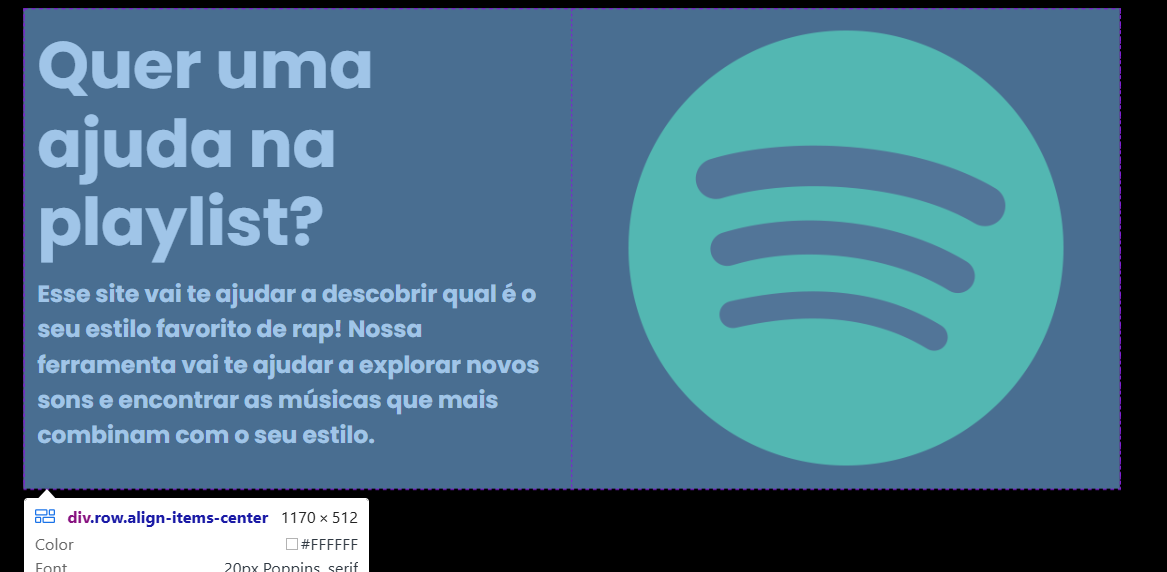 Quer uma
ajuda na
playlist?
Esse site vai te ajudar a descobrir qual é o
seu estilo favorito de rap! Nossa
ferramenta vai te ajudar a explorar novos
sons e encontrar as músicas que mais
combinam com o seu estilo.
div.row.align-items-center 1170 × 512
Color #FFFFFF
Font 20px Poppins, serif